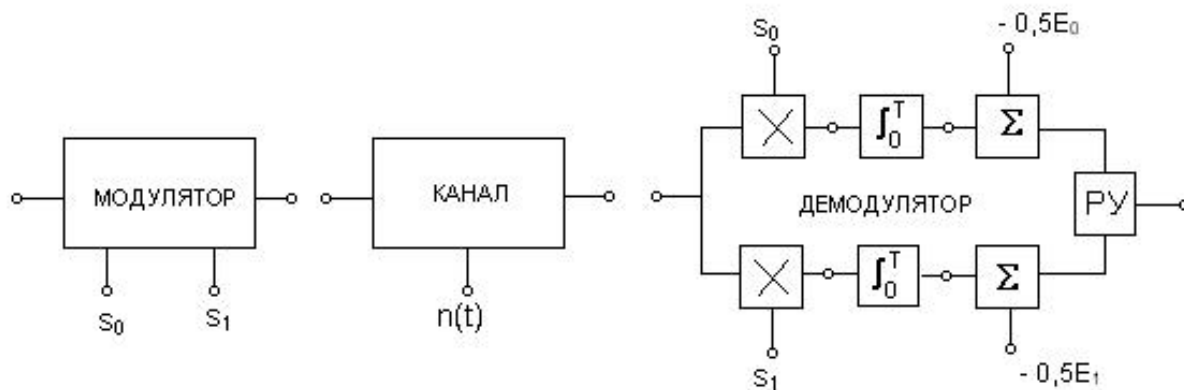 МОДУЛЯТОР
S₀
S₁
КАНАЛ
n(t)
S₀
- 0,5E₀
∫₀ᵀ
Σ
ДЕМОДУЛЯТОР
РУ
∫₀ᵀ
Σ
S₁
- 0,5E₁